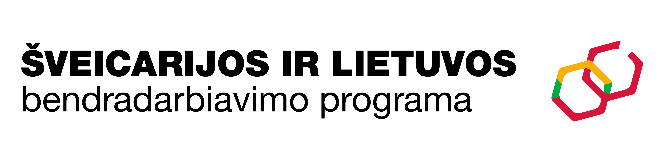 ŠVEICARIJOS IR LIETUVOS
bendradarbiavimo programa